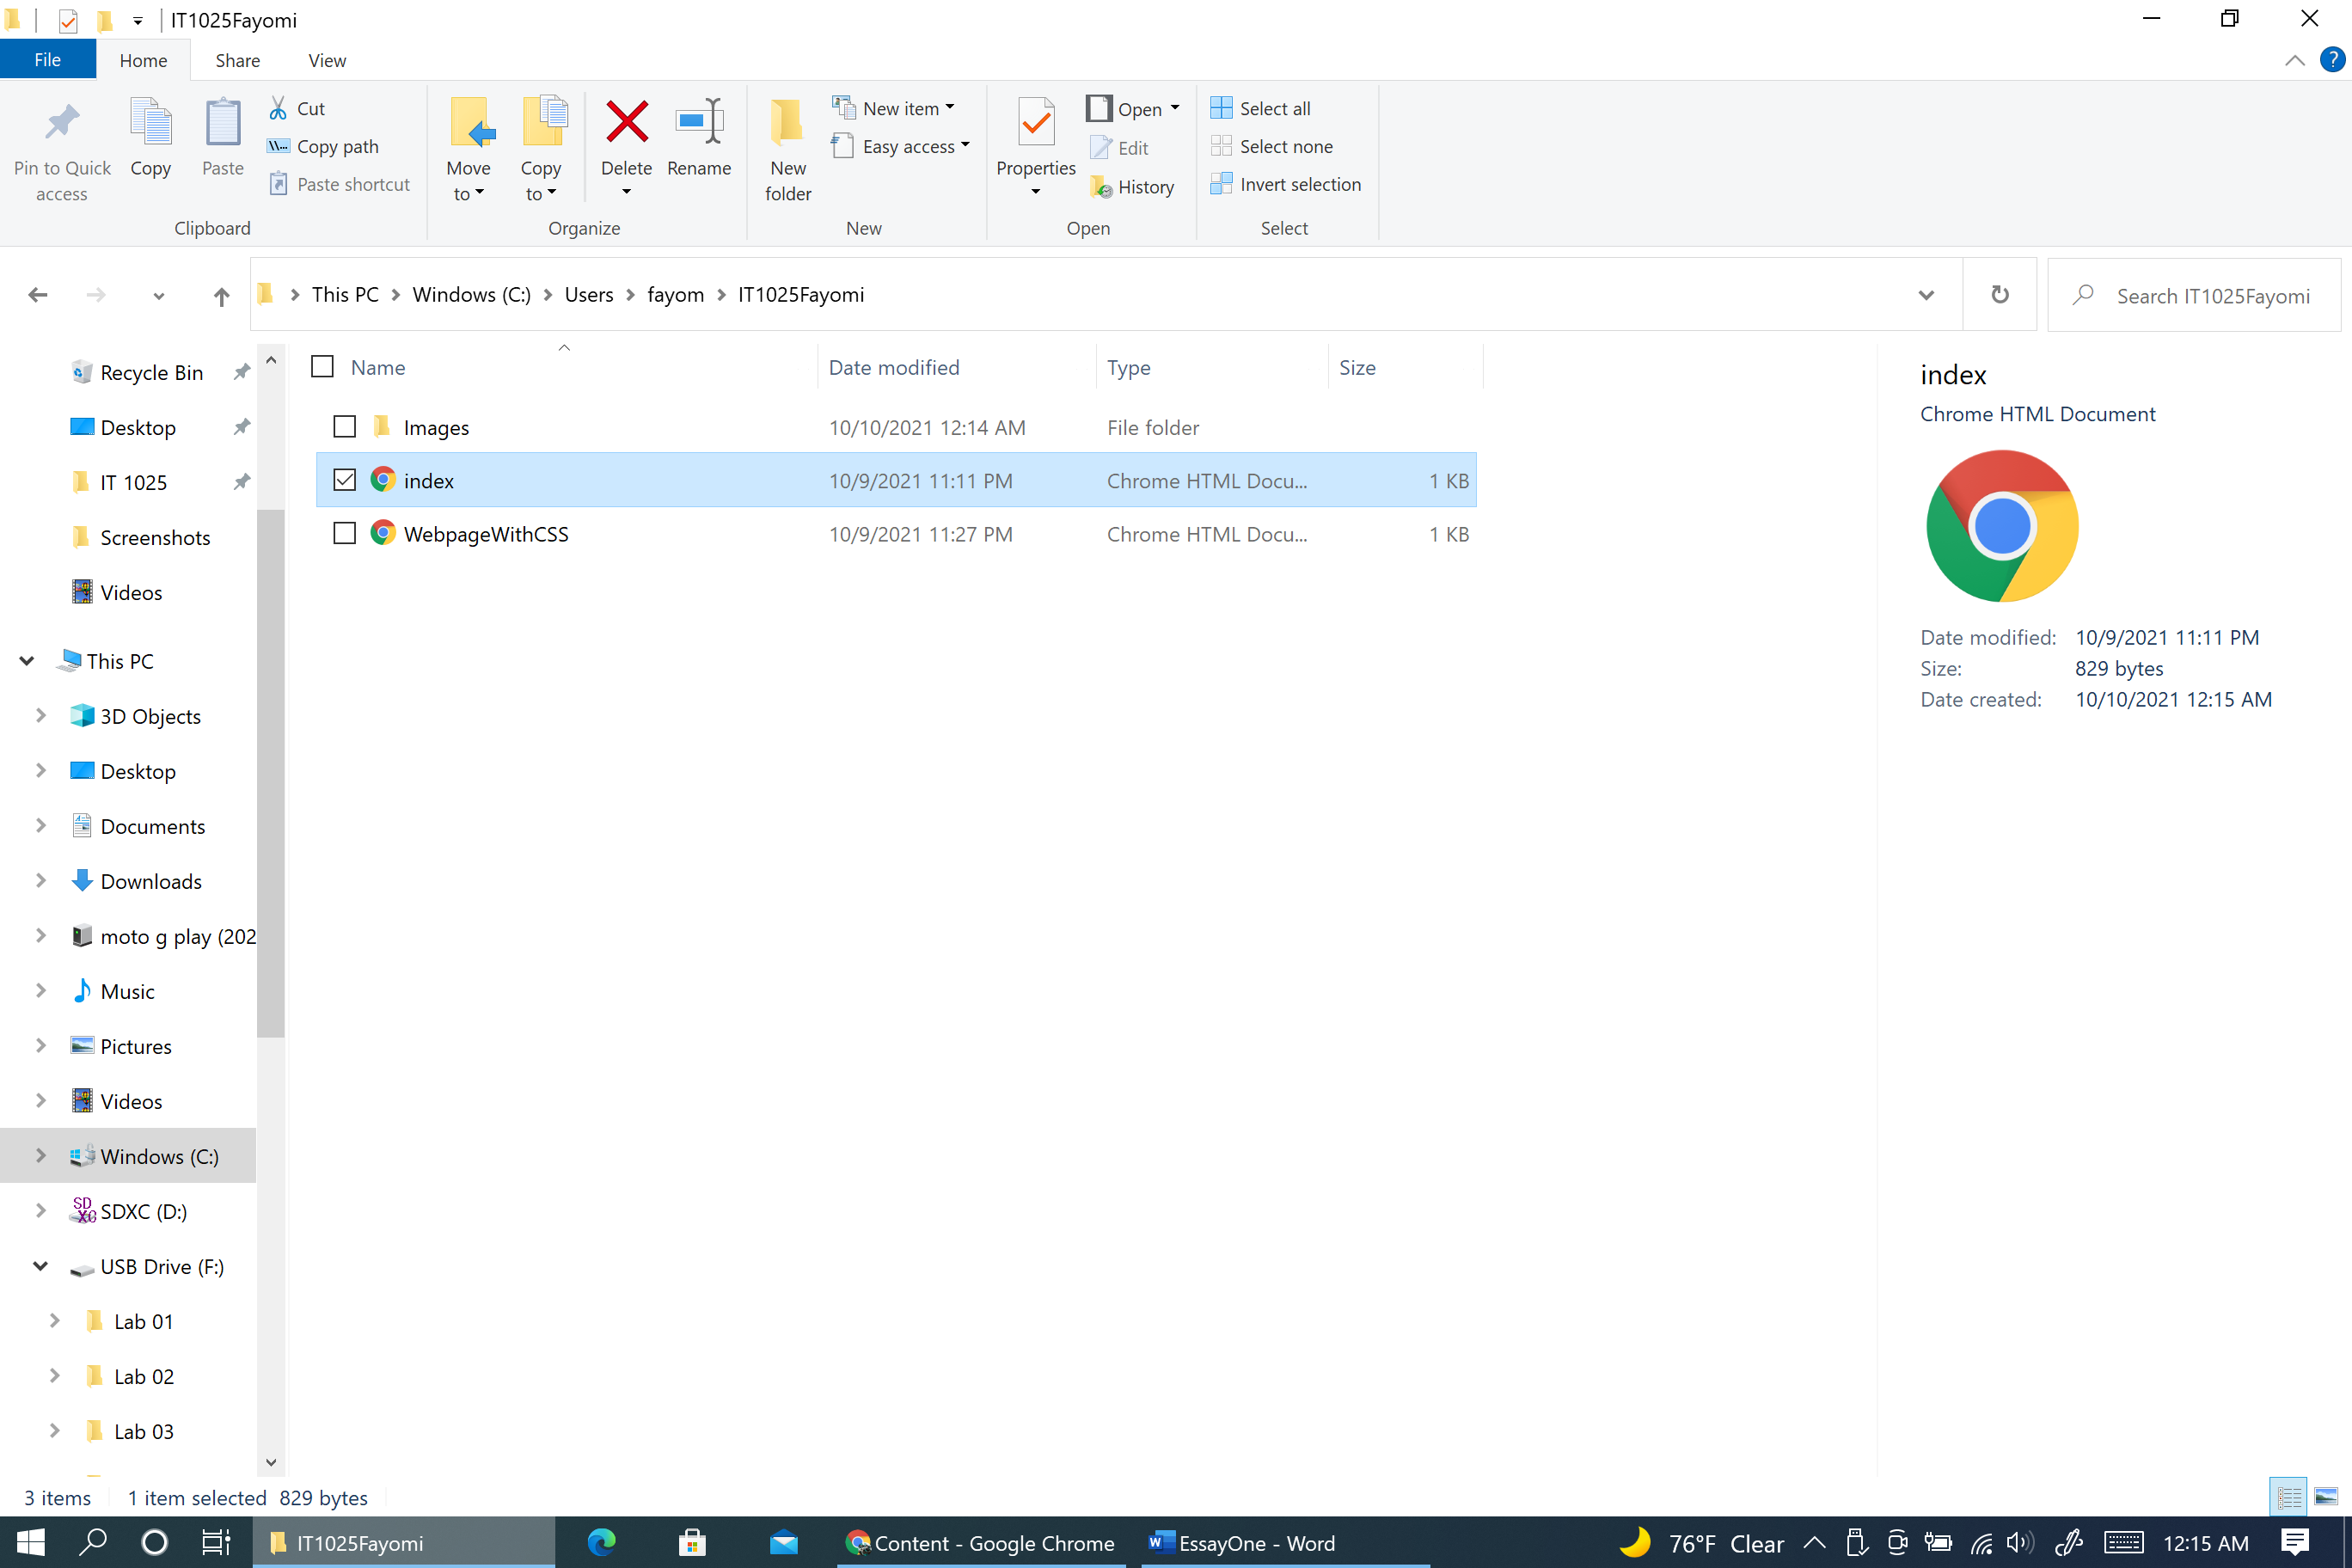 IT1025Fayomi
File Home Share View
Pin to Quick access
Copy
Paste
Cut
Copy path
Paste shortcut
Clipboard
Move to
Copy to
Delete
Rename
Organize
New folder
New item
Easy access
New
Properties
Open
Edit
History
Open
Select all
Select none
Invert selection
Select
This PC Windows (C:) Users fayom IT1025Fayomi
Search IT1025Fayomi
Recycle Bin
Desktop
IT 1025
Screenshots
Videos
This PC
3D Objects
Desktop
Documents
Downloads
moto g play (202
Music
Pictures
Videos
Windows (C:)
SDXC (D:)
USB Drive (F:)
Lab 01
Lab 02
Lab 03
Name Date modified Type Size
Images 10/10/2021 12:14 AM File folder
index 10/9/2021 11:11 PM Chrome HTML Docu... 1 KB
WebpageWithCSS 10/9/2021 11:27 PM Chrome HTML Docu... 1 KB
index
Chrome HTML Document
Date modified: 10/9/2021 11:11 PM
Size: 829 bytes
Date created: 10/10/2021 12:15 AM
3 items 1 item selected 829 bytes
IT1025Fayomi Content - Google Chrome EssayOne - Word 76°F Clear 12:15 AM